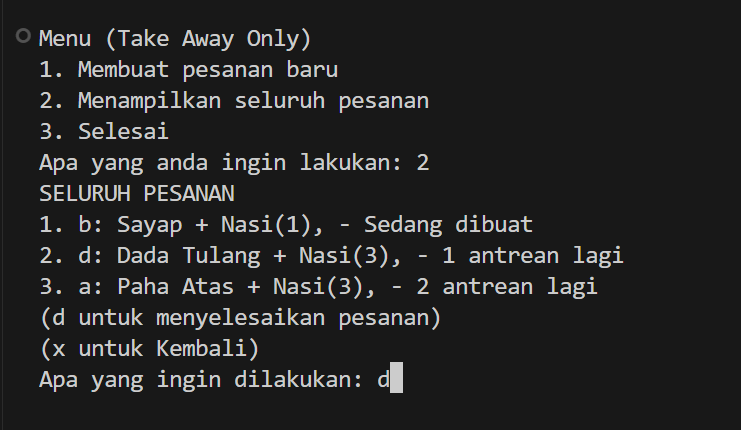 Menu (Take Away Only)
1. Membuat pesanan baru
2. Menampilkan seluruh pesanan
3. Selesai
Apa yang anda ingin lakukan: 2
SELURUH PESANAN
1. b: Sayap + Nasi(1), - Sedang dibuat
2. d: Dada Tulang + Nasi(3), - 1 antrean lagi
3. a: Paha Atas + Nasi(3), - 2 antrean lagi
(d untuk menyelesaikan pesanan)
(x untuk Kembali)
Apa yang ingin dilakukan: d